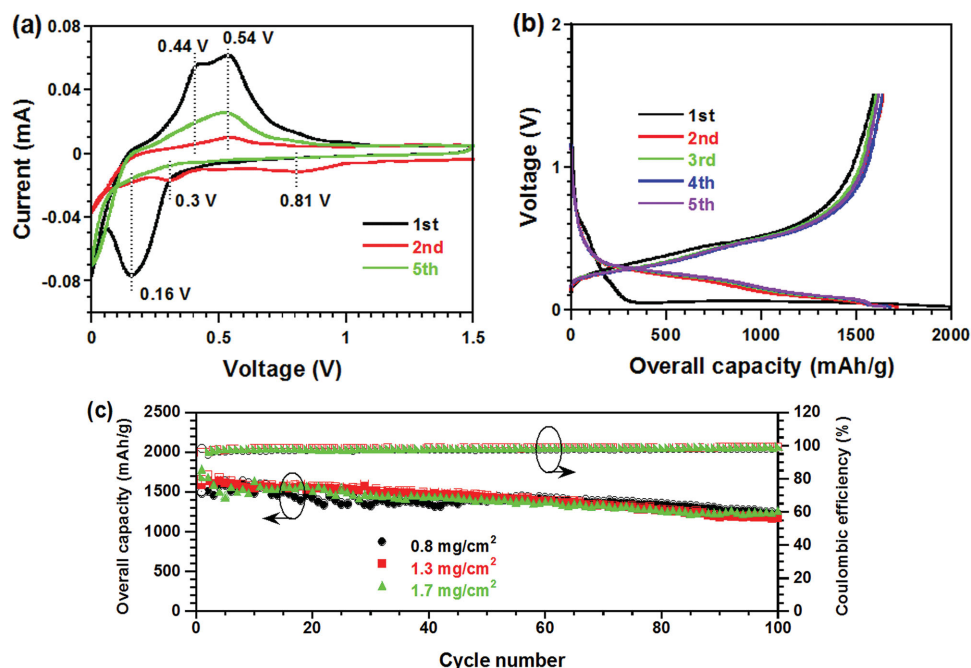 (a)
0.08
0.04
0
-0.04
-0.08
Current (mA)
0.44 V
0.54 V
0.3 V
0.81 V
0.16 V
1st
2nd
5th
0
0.5
1
1.5
Voltage (V)
(b)
2
1
0
Voltage (V)
1st
2nd
3rd
4th
5th
0
500
1000
1500
2000
Overall capacity (mAh/g)
(c)
2500
2000
1500
1000
500
0
Overall capacity (mAh/g)
120
100
80
60
40
20
0
Coulombic efficiency (%)
0.8 mg/cm²
1.3 mg/cm²
1.7 mg/cm²
0
20
40
60
80
100
Cycle number